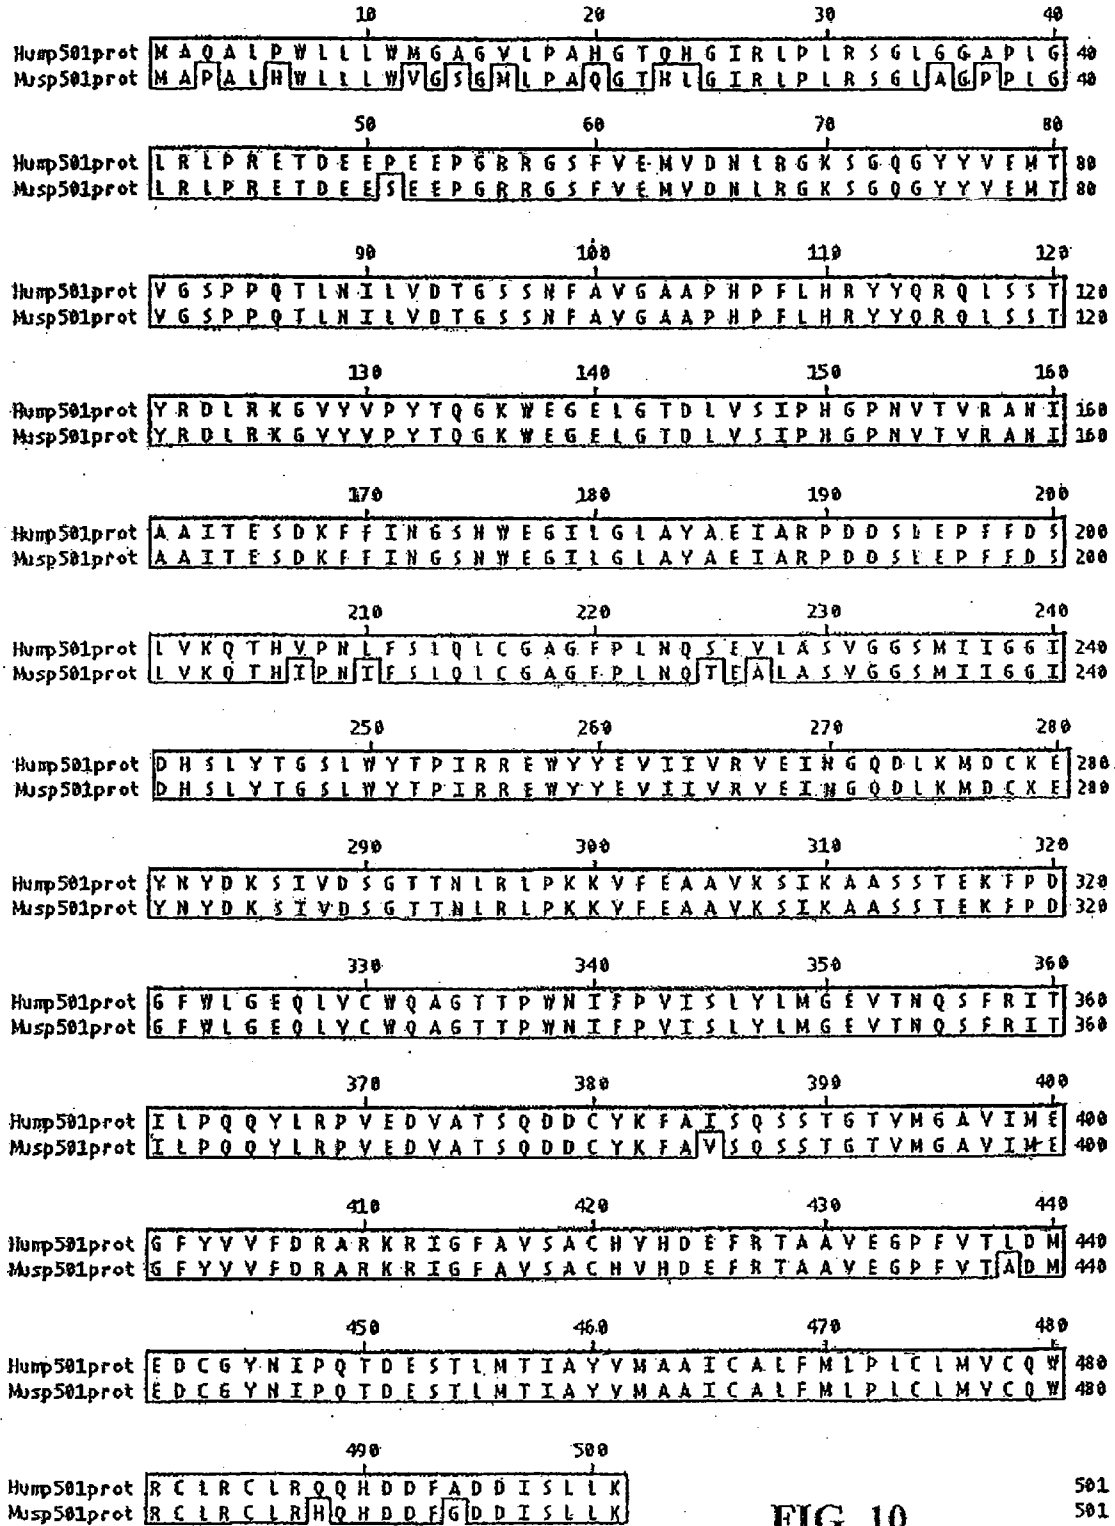 10 20 30 40
Hump501prot M A Q A L P W L L L W M G A G V L P A H G T Q H G I R L P L R S G L G G A P L G 40
Musp501prot M A P A L H W L L L W V G S G M L P A Q G T H L G I R L P L R S G L A G P P L G 40
50 60 70 80
Hump501prot L R L P R E T D E E P E E P G R R G S F V E M V D N L R G K S G Q G Y Y V E M T 80
Musp501prot L R L P R E T D E E S E E P G R R G S F V E M V D N L R G K S G Q G Y Y V E M T 80
90 100 110 120
Hump501prot V G S P P Q T L N I L V D T G S S N F A V G A A P H P F L H R Y Y Q R Q L S S T 120
Musp501prot V G S P P Q T L N I L V D T G S S N F A V G A A P H P F L H R Y Y Q R Q L S S T 120
130 140 150 160
Hump501prot Y R D L R K G V Y V P Y T Q G K W E G E L G T D L V S I P H G P N V T V R A N I 160
Musp501prot Y R D L R K G V Y V P Y T Q G K W E G E L G T D L V S I P H G P N V T V R A N I 160
170 180 190 200
Hump501prot A A I T E S D K F F I N G S N W E G I L G L A Y A E I A R P D D S L E P F F D S 200
Musp501prot A A I T E S D K F F I N G S N W E G I L G L A Y A E I A R P D D S L E P F F D S 200
210 220 230 240
Hump501prot L V K Q T H V P N L F S L Q L C G A G F P L N Q S E V L A S V G G S M I I G G I 240
Musp501prot L V K Q T H I P N I F S L Q L C G A G F P L N Q T E A L A S V G G S M I I G G I 240
250 260 270 280
Hump501prot D H S L Y T G S L W Y T P I R R E W Y Y E V I I V R V E I N G Q D L K M D C K E 280
Musp501prot D H S L Y T G S L W Y T P I R R E W Y Y E V I I V R V E I N G Q D L K M D C K E 280
290 300 310 320
Hump501prot Y N Y D K S I V D S G T T N L R L P K K V F E A A V K S I K A A S S T E K F P D 320
Musp501prot Y N Y D K S I V D S G T T N L R L P K K V F E A A V K S I K A A S S T E K F P D 320
330 340 350 360
Hump501prot G F W L G E Q L V C W Q A G T T P W N I F P V I S L Y L M G E V T N Q S F R I T 360
Musp501prot G F W L G E Q L V C W Q A G T T P W N I F P V I S L Y L M G E V T N Q S F R I T 360
370 380 390 400
Hump501prot I L P Q Q Y L R P V E D V A T S Q D D C Y K F A I S Q S S T G T V M G A V I M E 400
Musp501prot I L P Q Q Y L R P V E D V A T S Q D D C Y K F A V S Q S S T G T V M G A V I M E 400
410 420 430 440
Hump501prot G F Y V V F D R A R K R I G F A V S A C H V H D E F R T A A V E G P F V T L D M 440
Musp501prot G F Y V V F D R A R K R I G F A V S A C H V H D E F R T A A V E G P F V T A D M 440
450 460 470 480
Hump501prot E D C G Y N I P Q T D E S T L M T I A Y V M A A I C A L F M L P L C L M V C Q W 480
Musp501prot E D C G Y N I P Q T D E S T L M T I A Y V M A A I C A L F M L P L C L M V C Q W 480
490 500
Hump501prot R C L R C L R Q Q H D D F A D D I S L L K 501
Musp501prot R C L R C L R H Q H D D F G D D I S L L K 501
FIG. 10